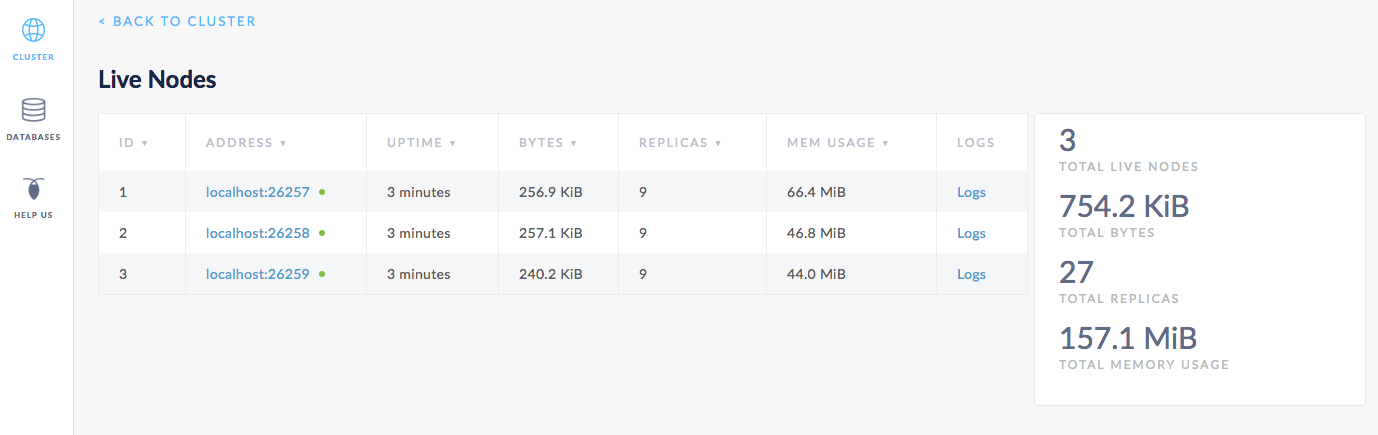 CLUSTER
DATABASES
HELP US
< BACK TO CLUSTER
Live Nodes
ID ▼ ADDRESS ▼ UPTIME ▼ BYTES ▼ REPLICAS ▼ MEM USAGE ▼ LOGS
1 localhost:26257 3 minutes 256.9 KiB 9 66.4 MiB Logs
2 localhost:26258 3 minutes 257.1 KiB 9 46.8 MiB Logs
3 localhost:26259 3 minutes 240.2 KiB 9 44.0 MiB Logs
3
TOTAL LIVE NODES
754.2 KiB
TOTAL BYTES
27
TOTAL REPLICAS
157.1 MiB
TOTAL MEMORY USAGE